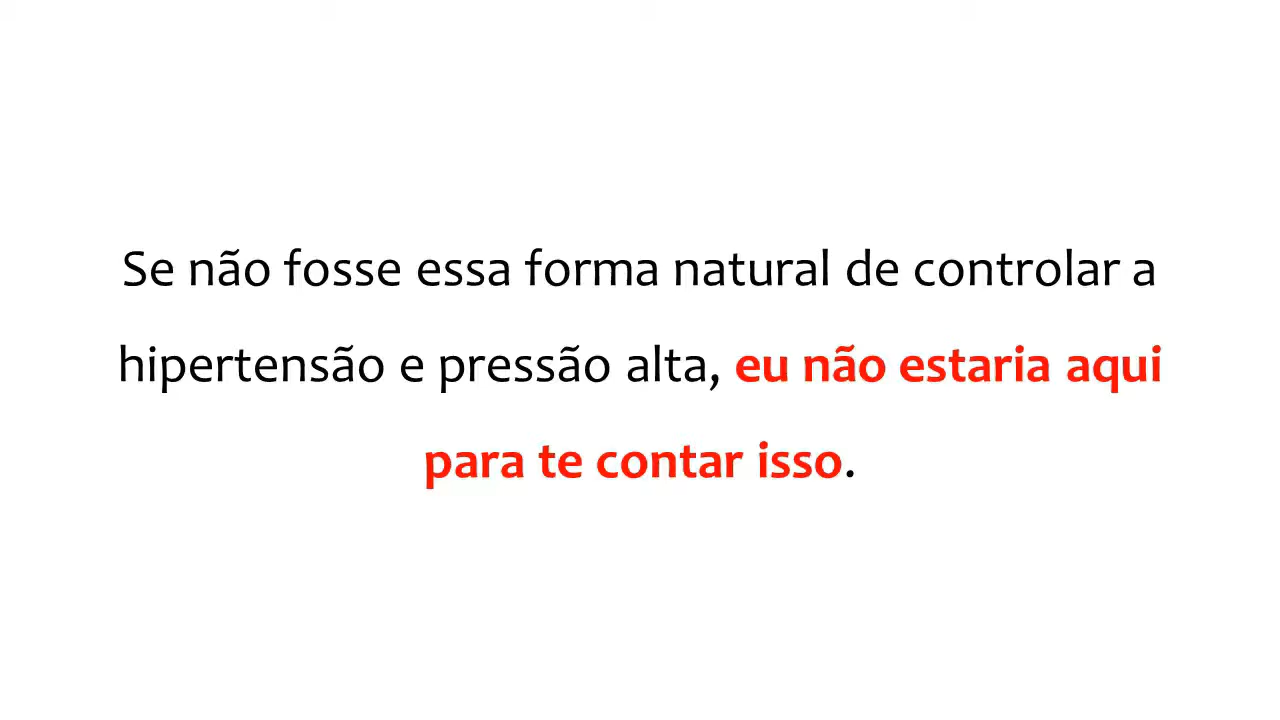 Se não fosse essa forma natural de controlar a
hipertensão e pressão alta, eu não estaria aqui
para te contar isso.